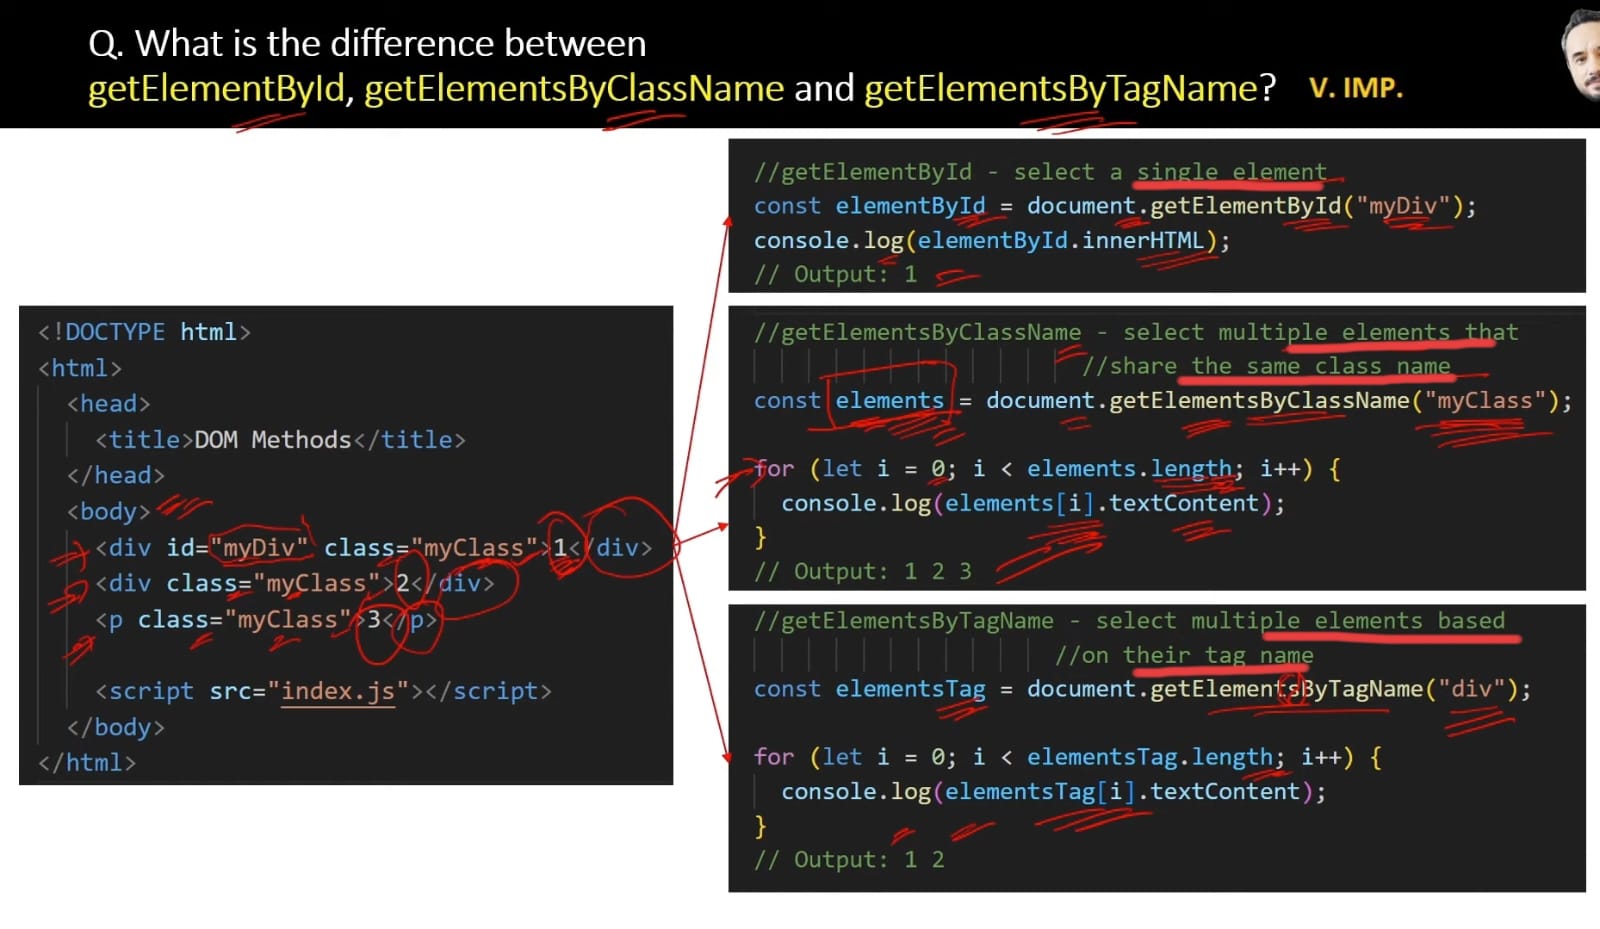 Q. What is the difference between
getElementById, getElementsByClassName and getElementsByTagName? V. IMP.
<!DOCTYPE html>
<html>
<head>
<title>DOM Methods</title>
</head>
<body>
<div id="myDiv" class="myClass">1</div>
<div class="myClass">2</div>
<p class="myClass">3</p>
<script src="index.js"></script>
</body>
</html>
//getElementById - select a single element
const elementById = document.getElementById("myDiv");
console.log(elementById.innerHTML);
// Output: 1
//getElementsByClassName - select multiple elements that
//share the same class name
const elements = document.getElementsByClassName("myClass");
for (let i = 0; i < elements.length; i++) {
console.log(elements[i].textContent);
}
// Output: 1 2 3
//getElementsByTagName - select multiple elements based
//on their tag name
const elementsTag = document.getElementsByTagName("div");
for (let i = 0; i < elementsTag.length; i++) {
console.log(elementsTag[i].textContent);
}
// Output: 1 2